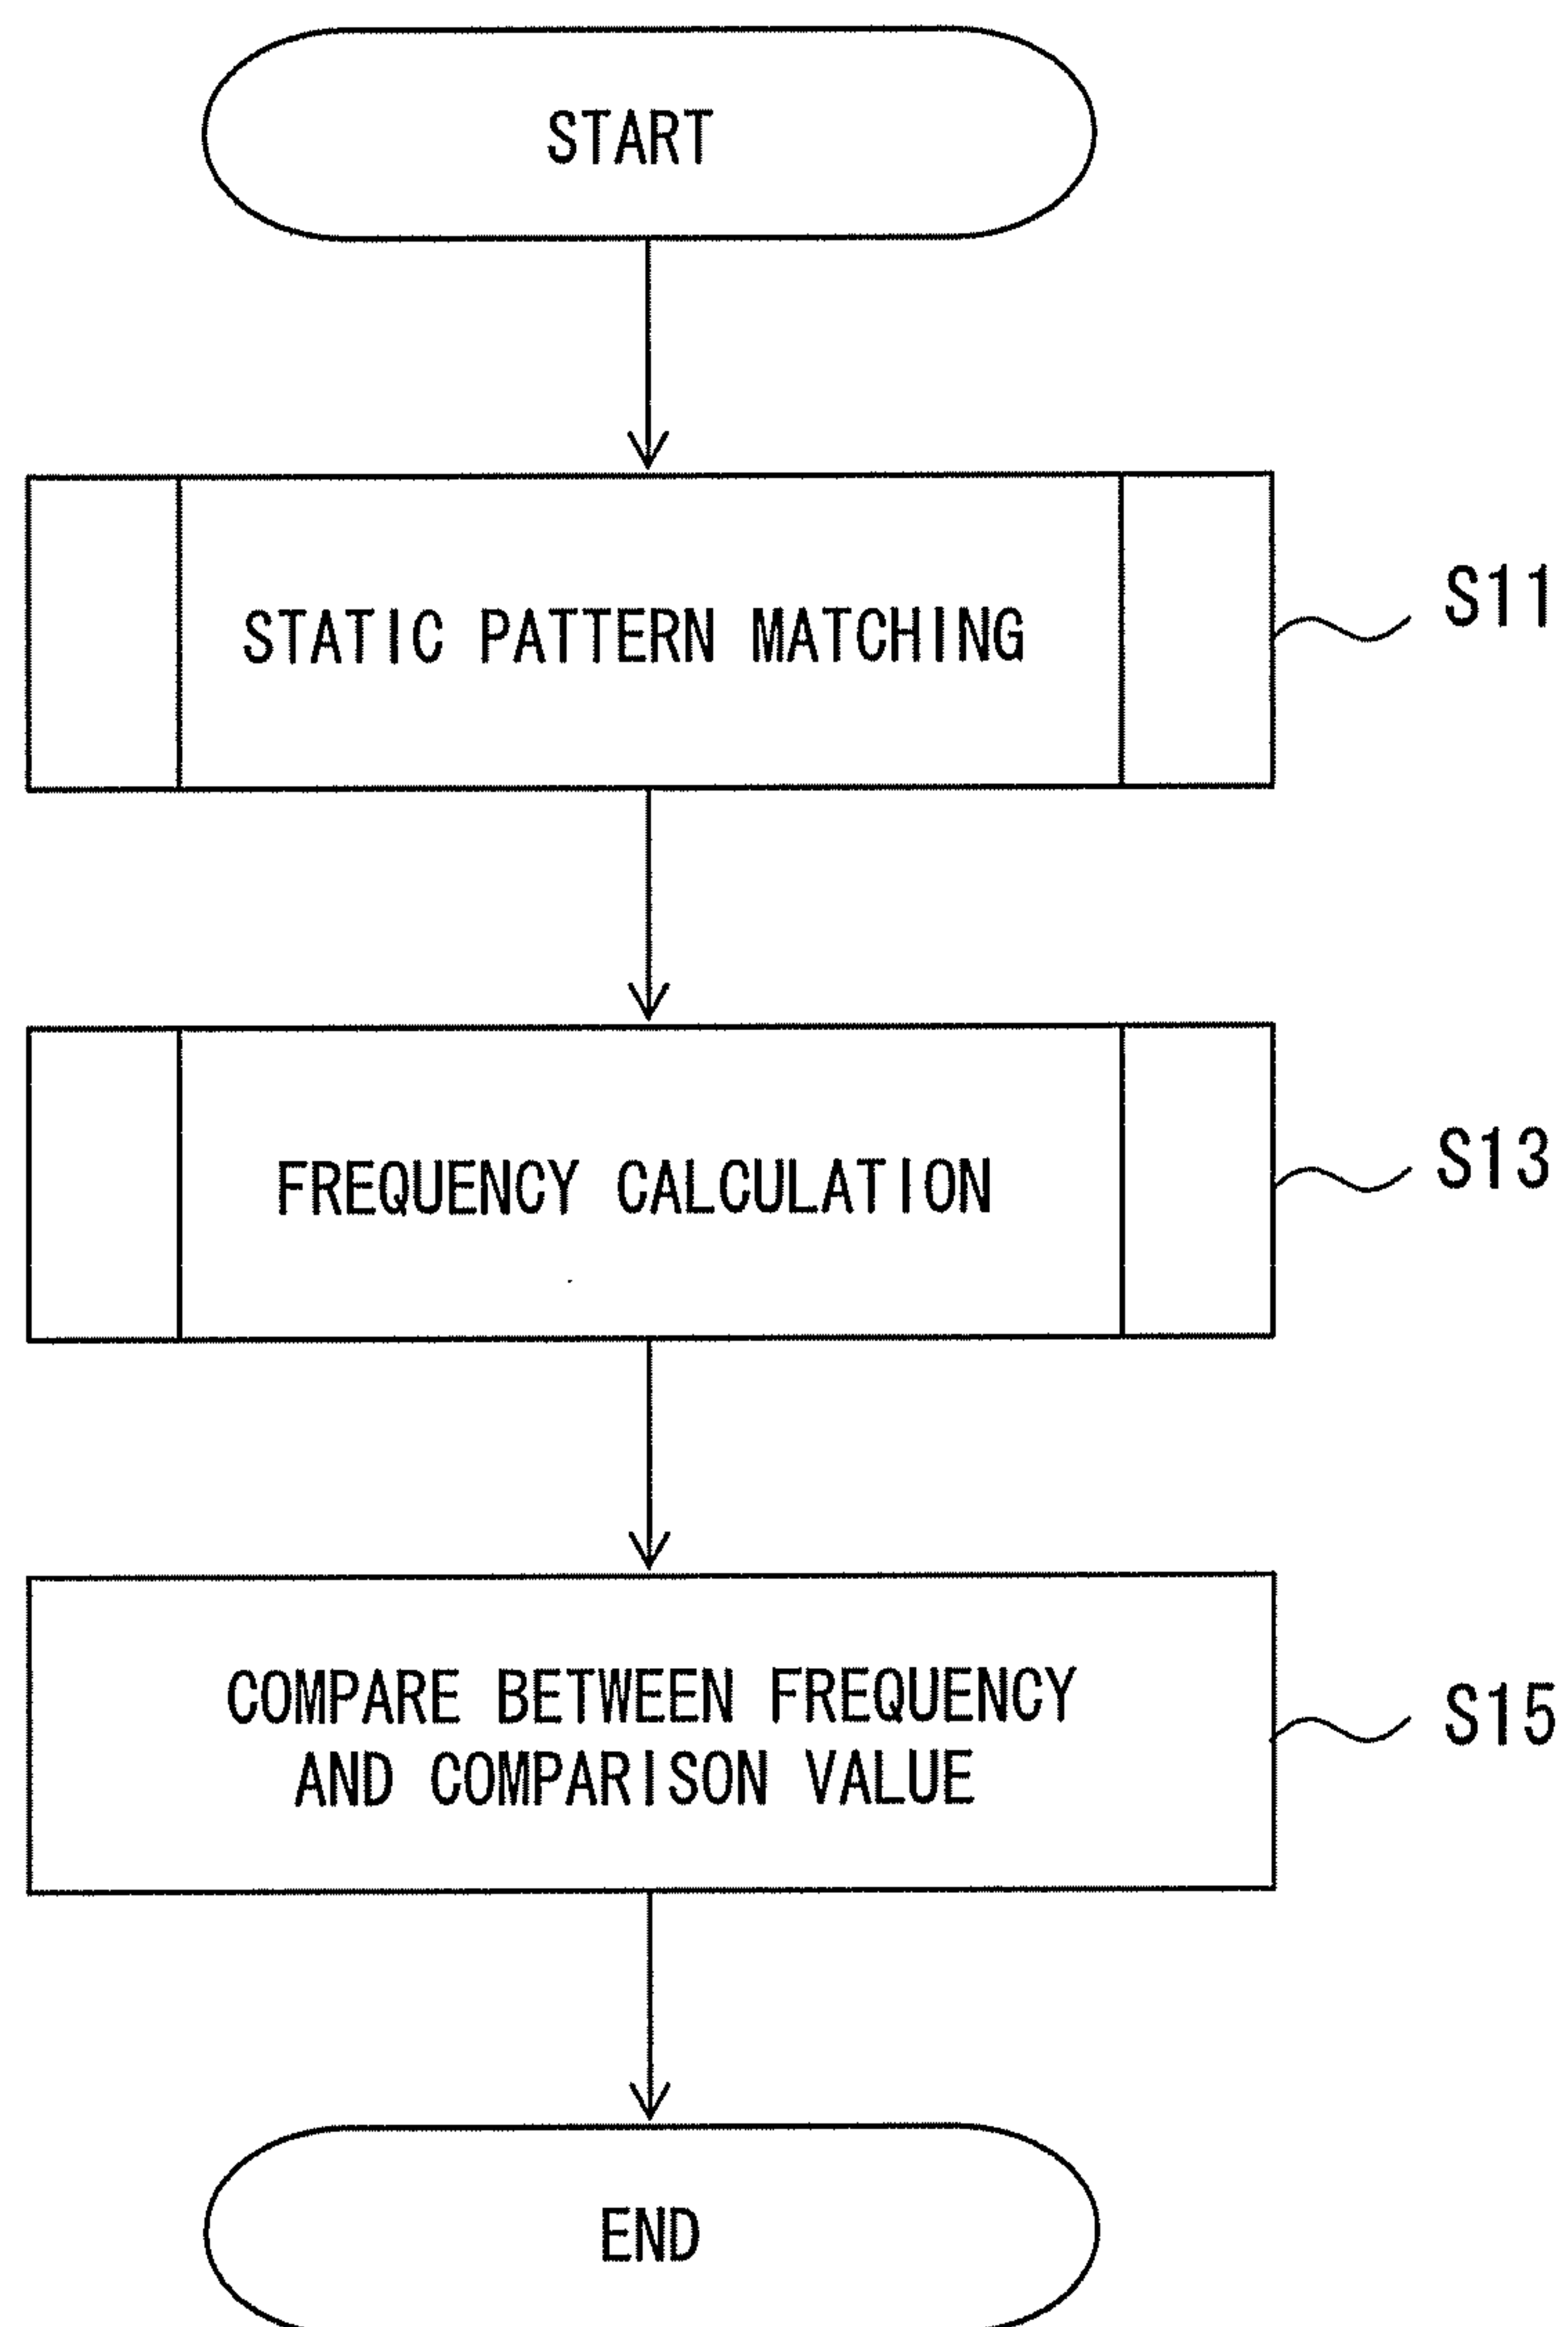 START
STATIC PATTERN MATCHING
S11
FREQUENCY CALCULATION
S13
COMPARE BETWEEN FREQUENCY
AND COMPARISON VALUE
S15
END